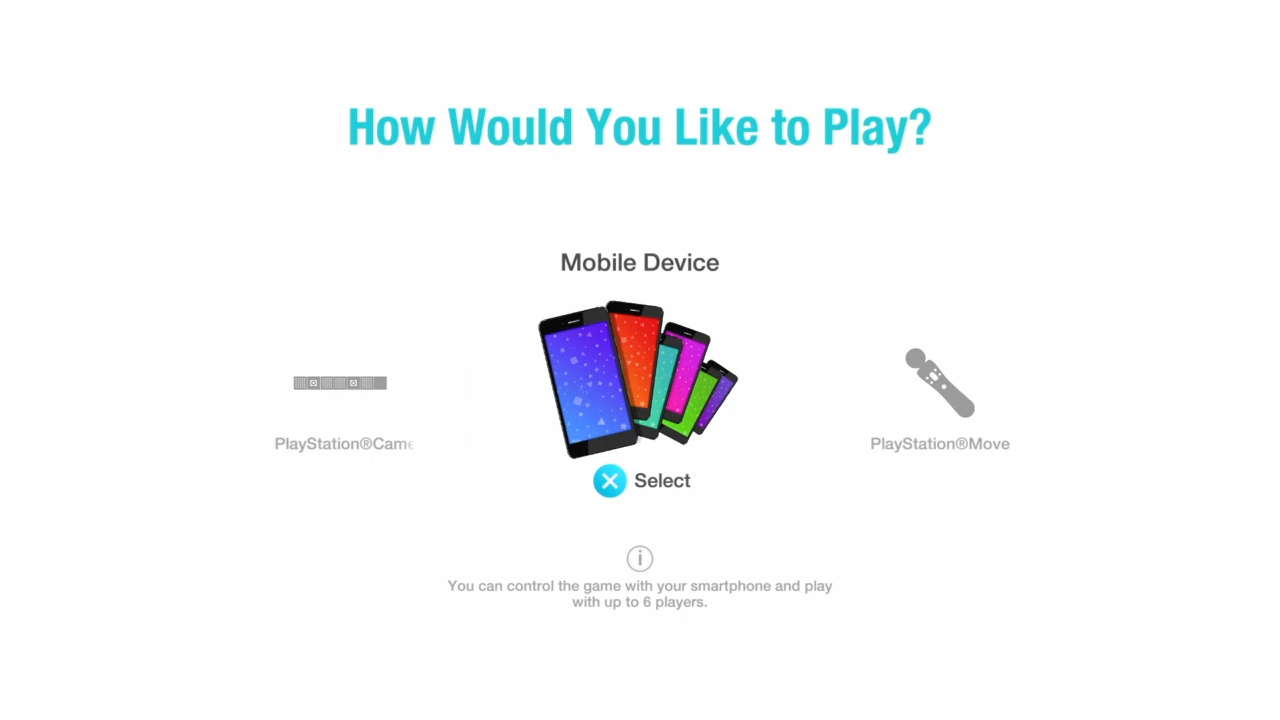 How Would You Like to Play?
Mobile Device
PlayStation®Came
PlayStation®Move
Select
You can control the game with your smartphone and play
with up to 6 players.